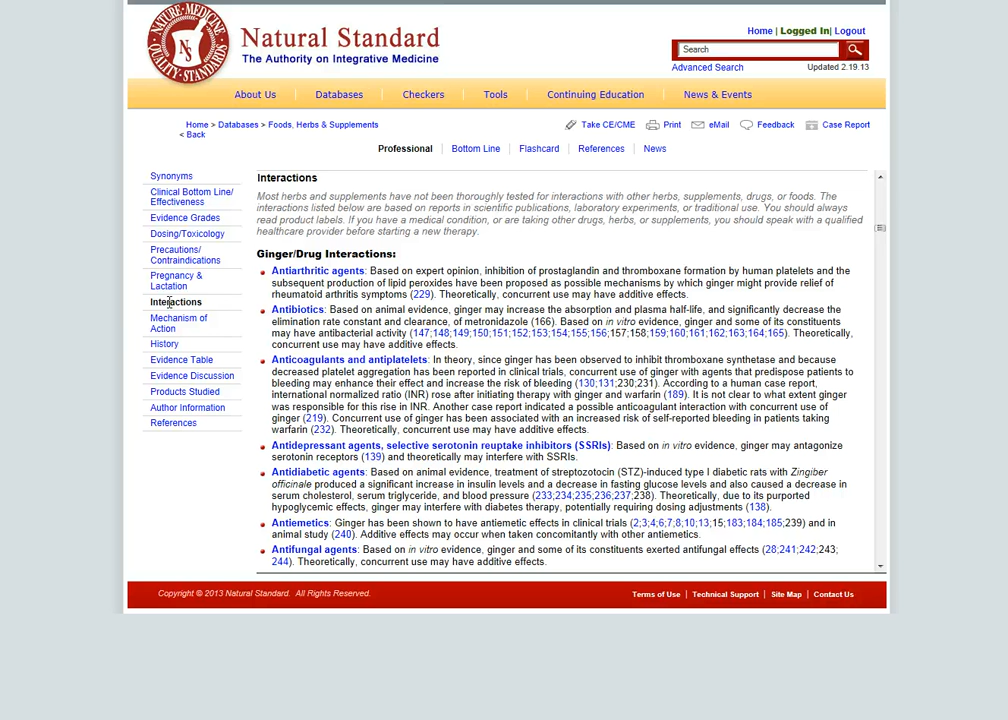 NATURE · MEDICINE
QUALITY · STANDARDS
NS
Natural Standard
The Authority on Integrative Medicine
Home | Logged In| Logout
Search
Advanced Search
Updated 2.19.13
About Us
Databases
Checkers
Tools
Continuing Education
News & Events
Home > Databases > Foods, Herbs & Supplements
< Back
Take CE/CME
Print
eMail
Feedback
Case Report
Professional | Bottom Line | Flashcard | References | News
Synonyms
Clinical Bottom Line/
Effectiveness
Evidence Grades
Dosing/Toxicology
Precautions/
Contraindications
Pregnancy &
Lactation
Interactions
Mechanism of
Action
History
Evidence Table
Evidence Discussion
Products Studied
Author Information
References
Interactions
Most herbs and supplements have not been thoroughly tested for interactions with other herbs, supplements, drugs, or foods. The
interactions listed below are based on reports in scientific publications, laboratory experiments, or traditional use. You should always
read product labels. If you have a medical condition, or are taking other drugs, herbs, or supplements, you should speak with a qualified
healthcare provider before starting a new therapy.
Ginger/Drug Interactions:
Antiarthritic agents: Based on expert opinion, inhibition of prostaglandin and thromboxane formation by human platelets and the
subsequent production of lipid peroxides have been proposed as possible mechanisms by which ginger might provide relief of
rheumatoid arthritis symptoms (229). Theoretically, concurrent use may have additive effects.
Antibiotics: Based on animal evidence, ginger may increase the absorption and plasma half-life, and significantly decrease the
elimination rate constant and clearance, of metronidazole (166). Based on in vitro evidence, ginger and some of its constituents
may have antibacterial activity (147;148;149;150;151;152;153;154;155;156;157;158;159;160;161;162;163;164;165). Theoretically,
concurrent use may have additive effects.
Anticoagulants and antiplatelets: In theory, since ginger has been observed to inhibit thromboxane synthetase and because
decreased platelet aggregation has been reported in clinical trials, concurrent use of ginger with agents that predispose patients to
bleeding may enhance their effect and increase the risk of bleeding (130;131;230;231). According to a human case report,
international normalized ratio (INR) rose after initiating therapy with ginger and warfarin (189). It is not clear to what extent ginger
was responsible for this rise in INR. Another case report indicated a possible anticoagulant interaction with concurrent use of
ginger (219). Concurrent use of ginger has been associated with an increased risk of self-reported bleeding in patients taking
warfarin (232). Theoretically, concurrent use may have additive effects.
Antidepressant agents, selective serotonin reuptake inhibitors (SSRIs): Based on in vitro evidence, ginger may antagonize
serotonin receptors (139) and theoretically may interfere with SSRIs.
Antidiabetic agents: Based on animal evidence, treatment of streptozotocin (STZ)-induced type I diabetic rats with Zingiber
officinale produced a significant increase in insulin levels and a decrease in fasting glucose levels and also caused a decrease in
serum cholesterol, serum triglyceride, and blood pressure (233;234;235;236;237;238). Theoretically, due to its purported
hypoglycemic effects, ginger may interfere with diabetes therapy, potentially requiring dosing adjustments (138).
Antiemetics: Ginger has been shown to have antiemetic effects in clinical trials (2;3;4;6;7;8;10;13;15;183;184;185;239) and in
animal study (240). Additive effects may occur when taken concomitantly with other antiemetics.
Antifungal agents: Based on in vitro evidence, ginger and some of its constituents exerted antifungal effects (28;241;242;243;
244). Theoretically, concurrent use may have additive effects.
Copyright © 2013 Natural Standard. All Rights Reserved.
Terms of Use | Technical Support | Site Map | Contact Us